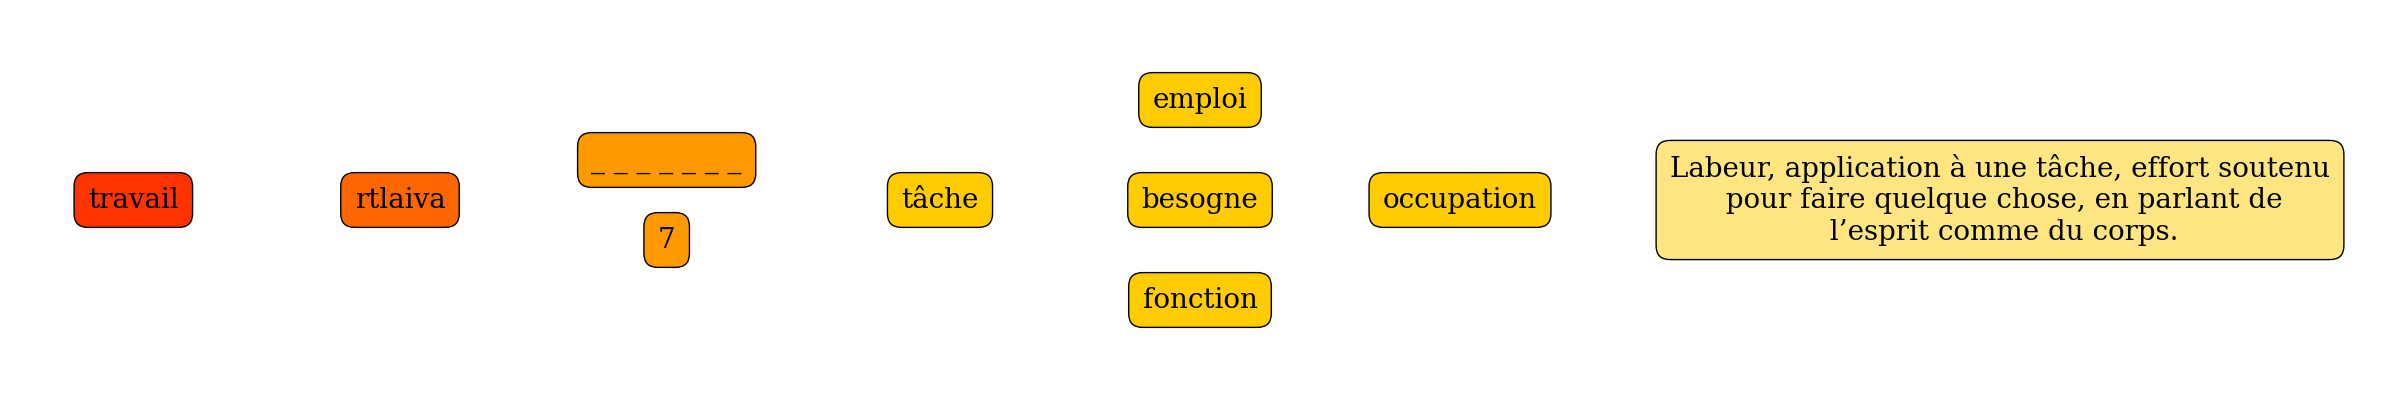 travail
rtlaiva
_ _ _ _ _ _ _
7
tâche
emploi
besogne
fonction
occupation
Labeur, application à une tâche, effort soutenu
pour faire quelque chose, en parlant de
l’esprit comme du corps.